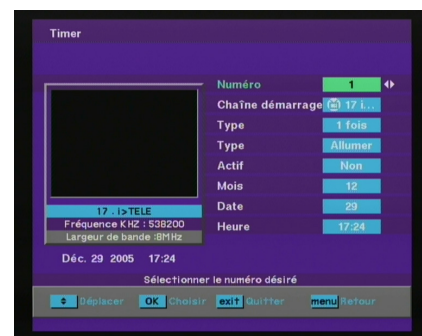 Timer
Numéro 1
Chaîne démarrage 17 i...
Type 1 fois
Type Allumer
Actif Non
Mois 12
Date 29
Heure 17:24
17 . i>TELE
Fréquence KHZ : 538200
Largeur de bande :8MHz
Déc. 29 2005 17:24
Sélectionner le numéro désiré
Déplacer OK Choisir exit Quitter menu Retour